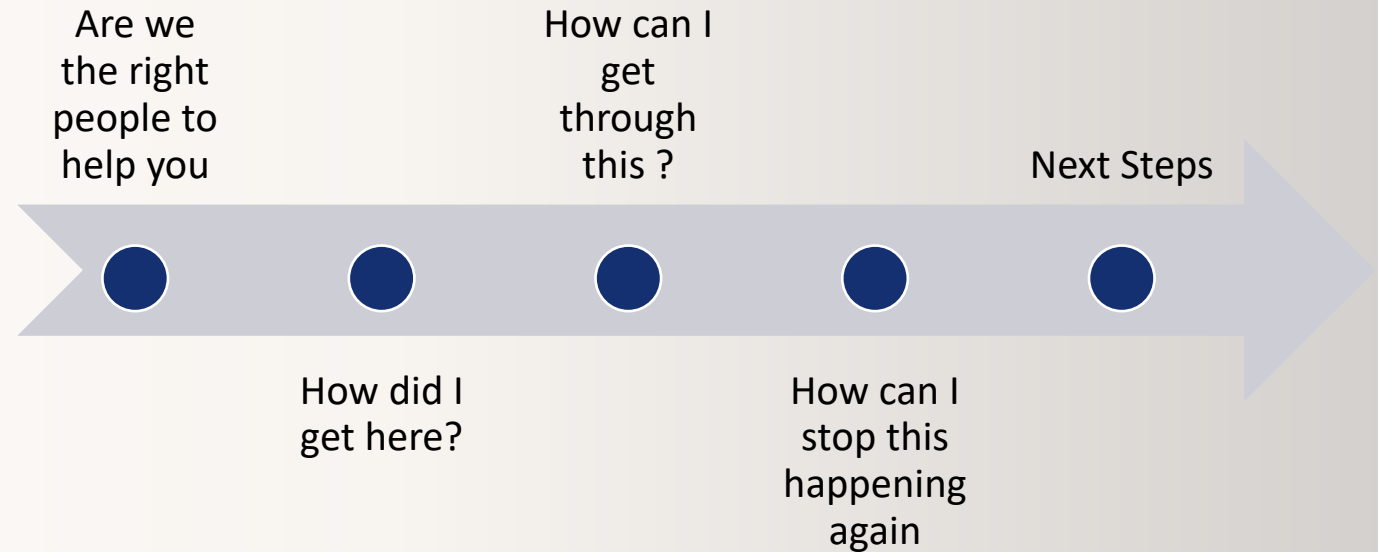 Are we
the right
people to
help you
How did I
get here?
How can I
get
through
this ?
How can I
stop this
happening
again
Next Steps